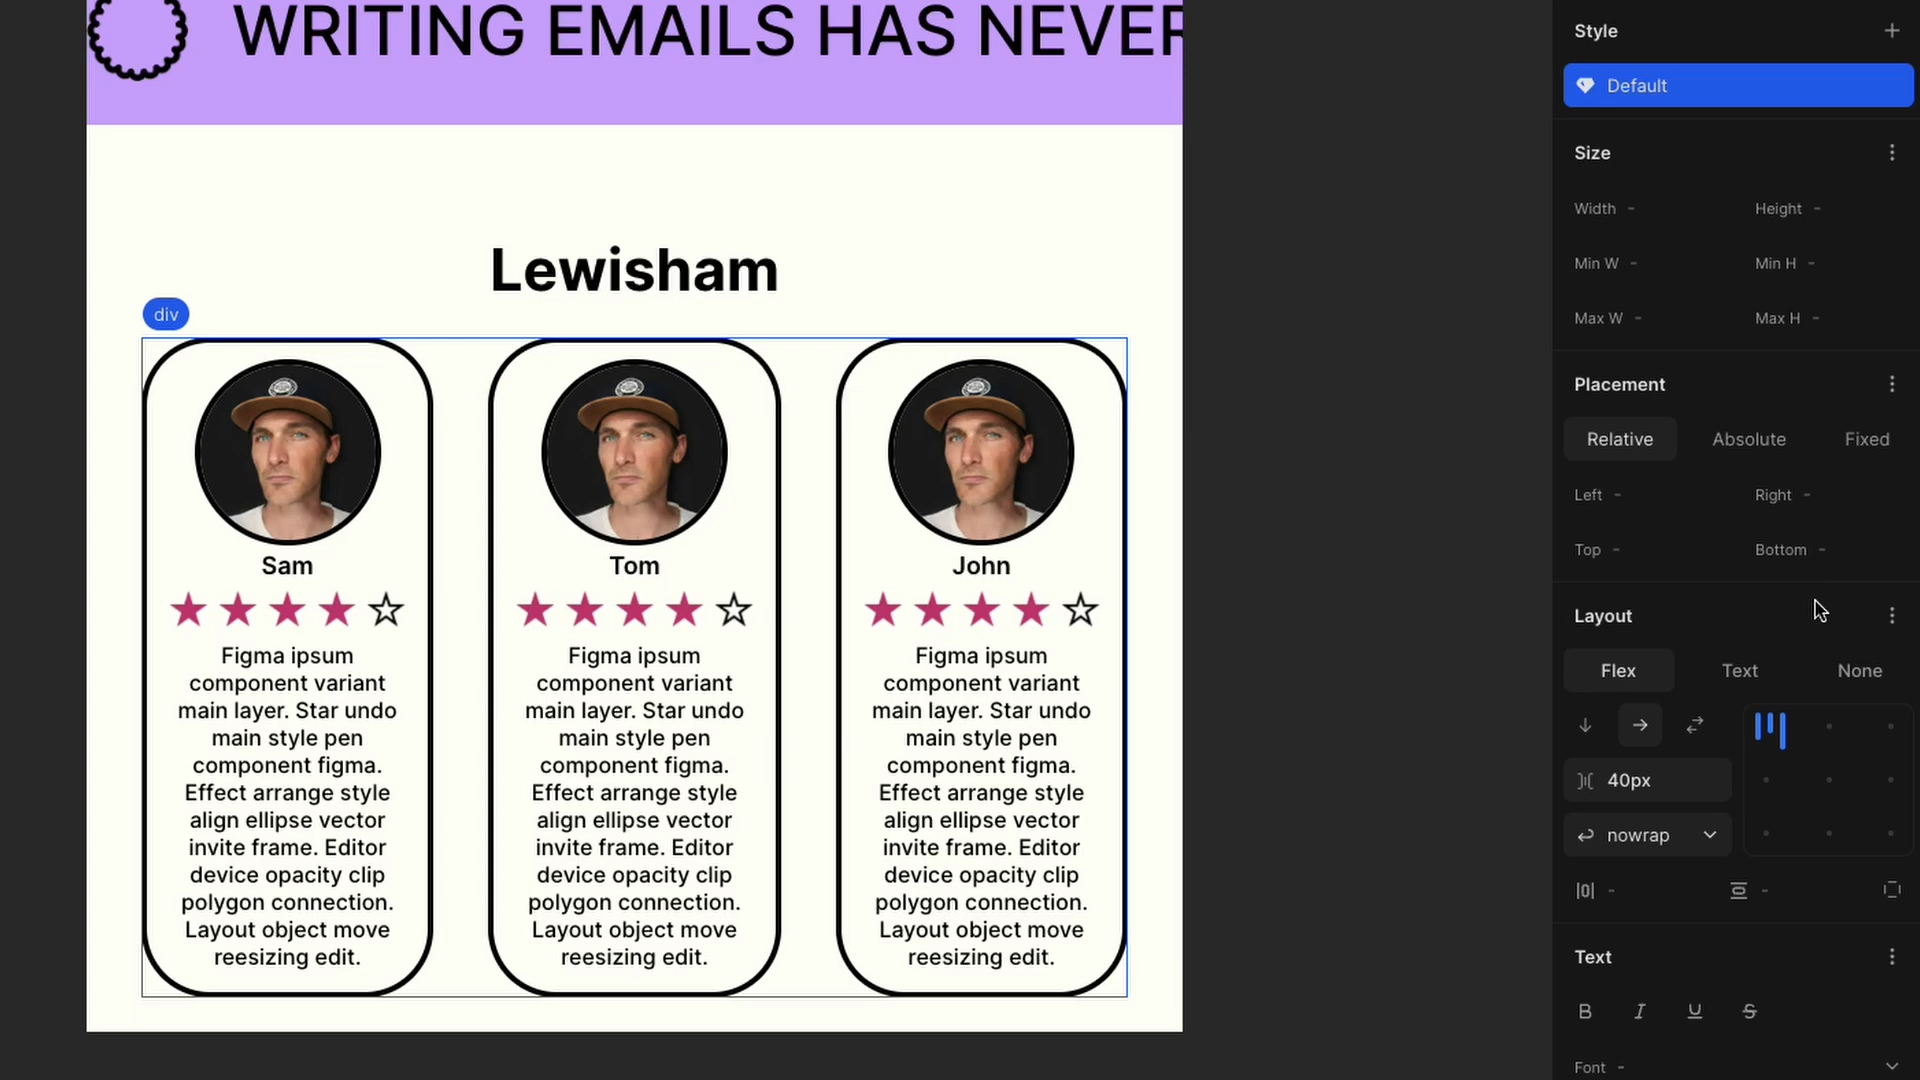 WRITING EMAILS HAS NEVER
Lewisham
div
Sam
Figma ipsum
component variant
main layer. Star undo
main style pen
component figma.
Effect arrange style
align ellipse vector
invite frame. Editor
device opacity clip
polygon connection.
Layout object move
reesizing edit.
Tom
Figma ipsum
component variant
main layer. Star undo
main style pen
component figma.
Effect arrange style
align ellipse vector
invite frame. Editor
device opacity clip
polygon connection.
Layout object move
reesizing edit.
John
Figma ipsum
component variant
main layer. Star undo
main style pen
component figma.
Effect arrange style
align ellipse vector
invite frame. Editor
device opacity clip
polygon connection.
Layout object move
reesizing edit.
Style
Default
Size
Width - Height -
Min W - Min H -
Max W - Max H -
Placement
Relative Absolute Fixed
Left - Right -
Top - Bottom -
Layout
Flex Text None
40px
nowrap
- -
Text
B I U S
Font -